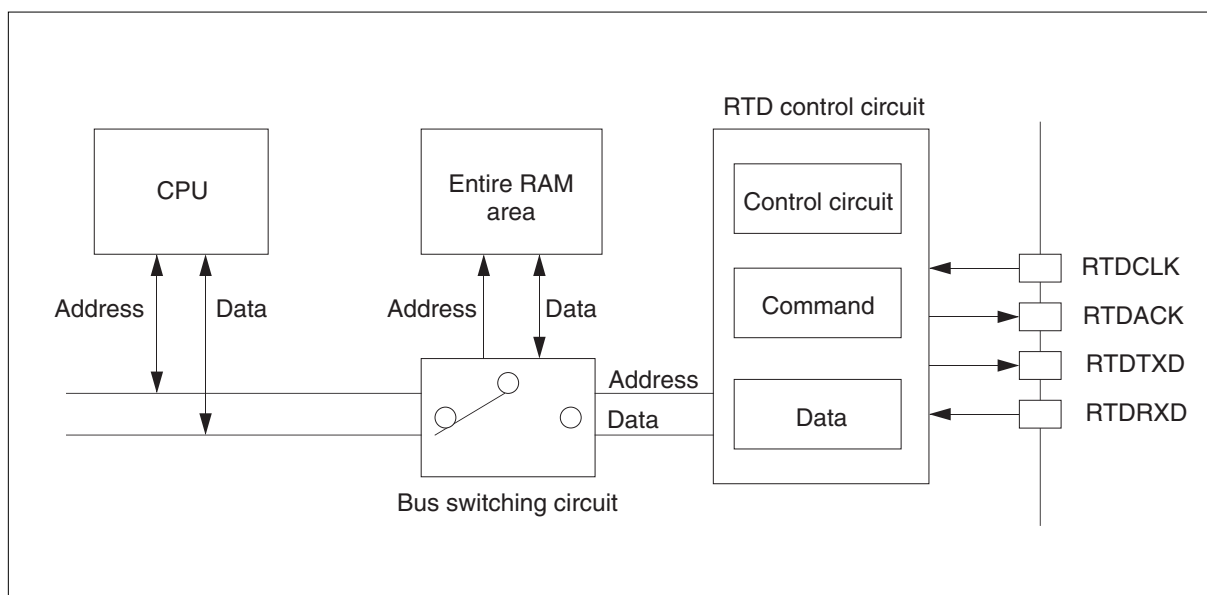 RTD control circuit
CPU
Entire RAM
area
Control circuit
Address
Data
Address
Data
Command
RTDCLK
RTDACK
RTDTXD
RTDRXD
Address
Data
Data
Bus switching circuit